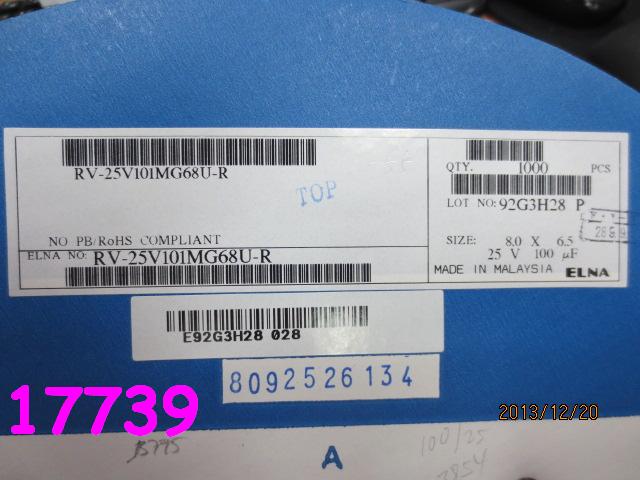 RV-25V101MG68U-R
TOP
NO PB/RoHS COMPLIANT
ELNA NO: RV-25V101MG68U-R
QTY. 1000 PCS
LOT NO: 92G3H28 P
SIZE: 8.0 X 6.5
25 V 100 µF
MADE IN MALAYSIA ELNA
E92G3H28 028
8092526134
17739
2013/12/20
A
100/25